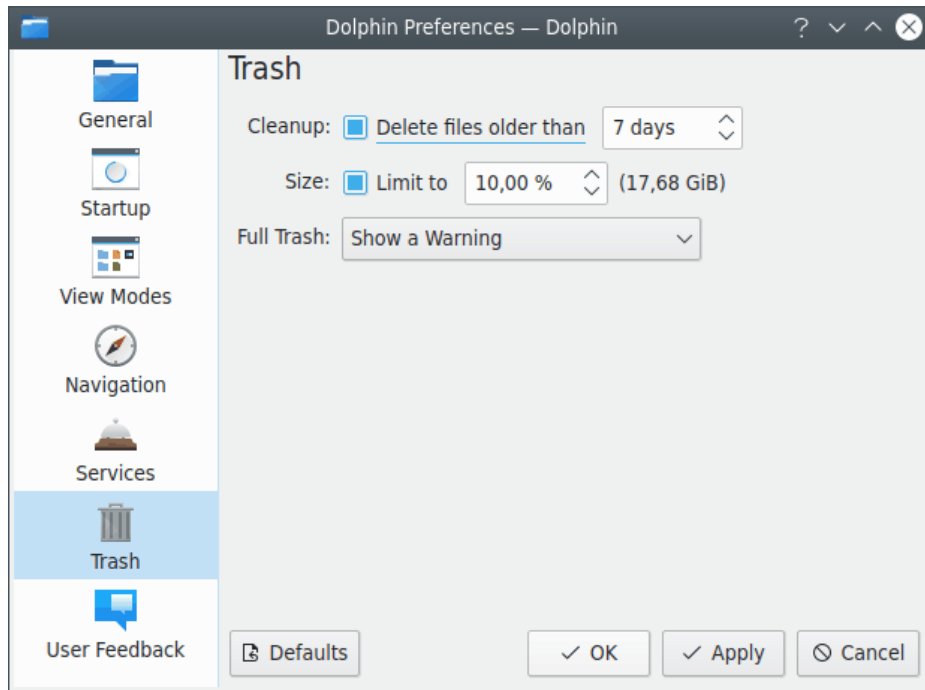 Dolphin Preferences — Dolphin
General
Startup
View Modes
Navigation
Services
Trash
User Feedback
Trash
Cleanup: Delete files older than 7 days
Size: Limit to 10,00 % (17,68 GiB)
Full Trash: Show a Warning
Defaults OK Apply Cancel